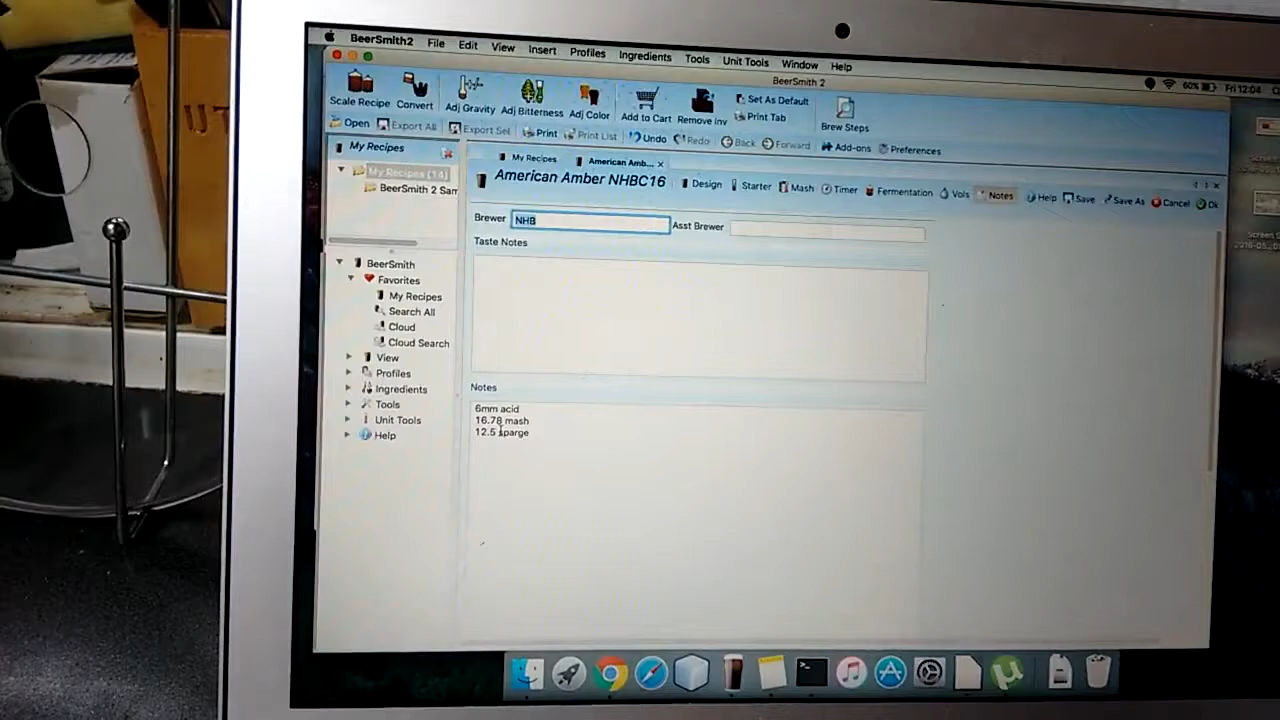 BeerSmith2 File Edit View Insert Profiles Ingredients Tools Unit Tools Window Help
60% Fri 12:04
BeerSmith 2
Scale Recipe Convert Adj Gravity Adj Bitterness Adj Color Add to Cart Remove Inv Set As Default Print Tab Brew Steps
Open Export All Export Sel Print Print List Undo Redo Back Forward Add-ons Preferences
My Recipes
My Recipes (14)
BeerSmith 2 Sam
My Recipes American Amb...
American Amber NHBC16 Design Starter Mash Timer Fermentation Vols Notes Help Save Save As Cancel Ok
Brewer NHB Asst Brewer
Taste Notes
BeerSmith
Favorites
My Recipes
Search All
Cloud
Cloud Search
View
Profiles
Ingredients
Tools
Unit Tools
Help
Notes
6mm acid
16.78 mash
12.5 sparge